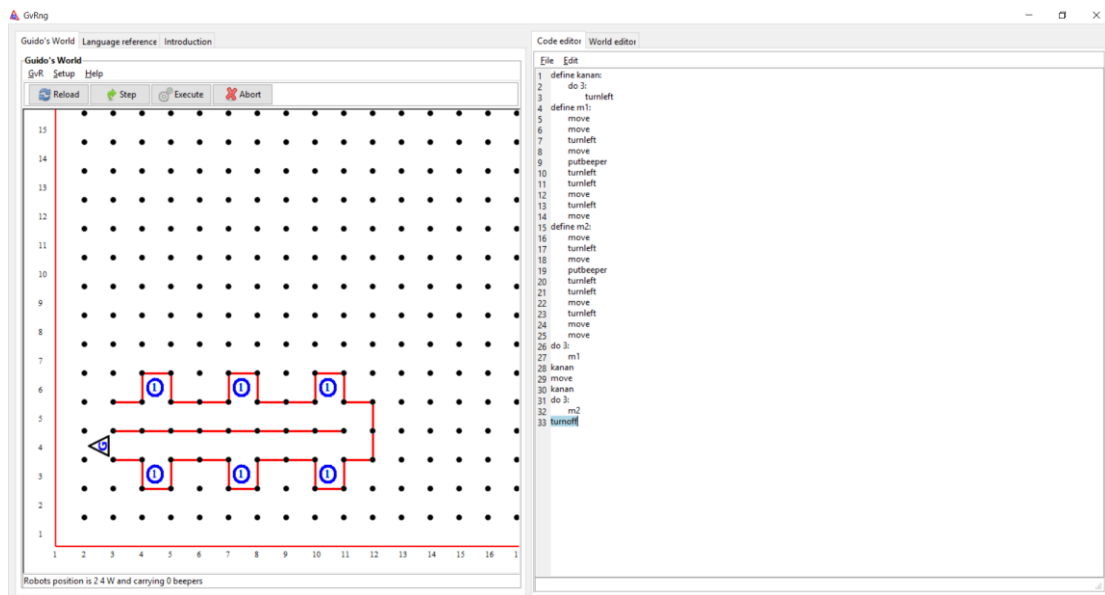 GvRng
Guido's World Language reference Introduction
Guido's World
GvR Setup Help
Reload Step Execute Abort
15
14
13
12
11
10
9
8
7
6
5
4
3
2
1
1 1 1
G
1 1 1
1 2 3 4 5 6 7 8 9 10 11 12 13 14 15 16 1
Robots position is 2 4 W and carrying 0 beepers
Code editor World editor
File Edit
1 define kanan:
2 do 3:
3 turnleft
4 define m1:
5 move
6 move
7 turnleft
8 move
9 putbeeper
10 turnleft
11 turnleft
12 move
13 turnleft
14 move
15 define m2:
16 move
17 turnleft
18 move
19 putbeeper
20 turnleft
21 turnleft
22 move
23 turnleft
24 move
25 move
26 do 3:
27 m1
28 kanan
29 move
30 kanan
31 do 3:
32 m2
33 turnoff